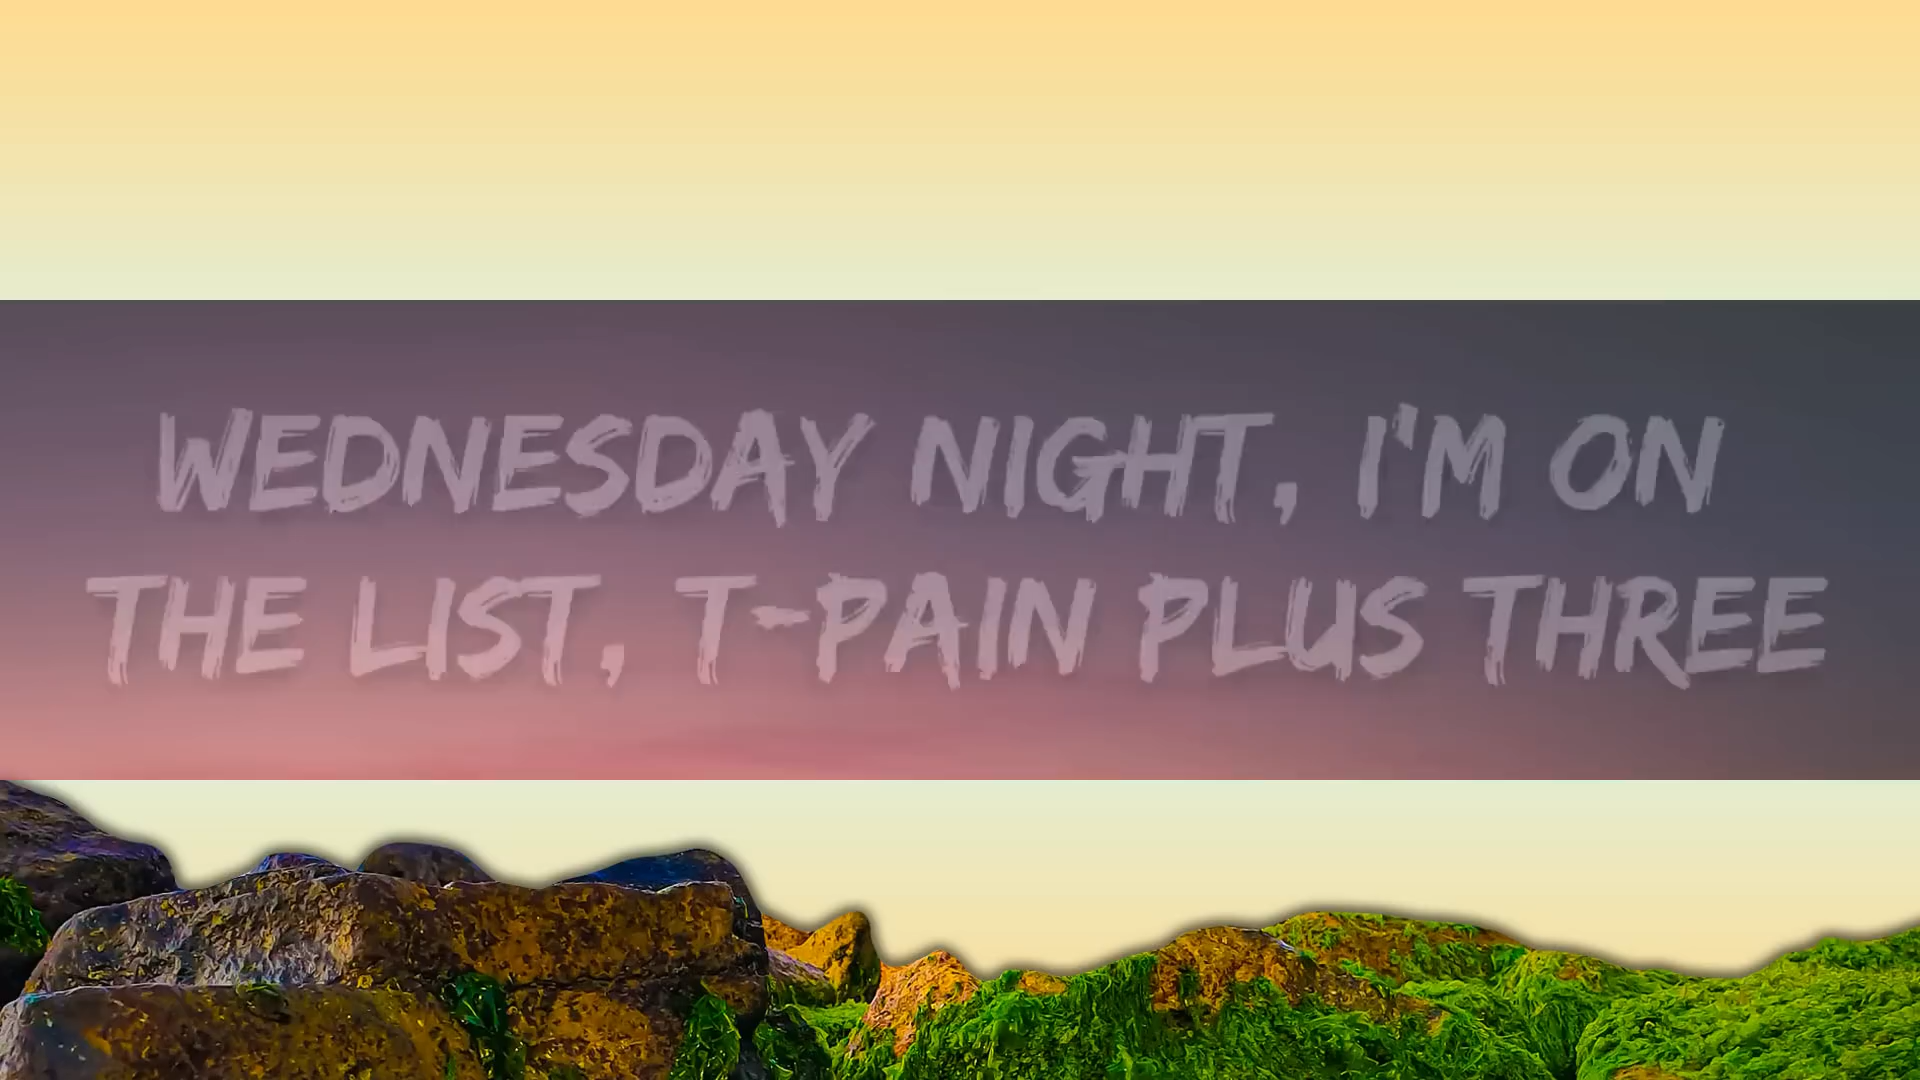 WEDNESDAY NIGHT, I'M ON
THE LIST, T-PAIN PLUS THREE